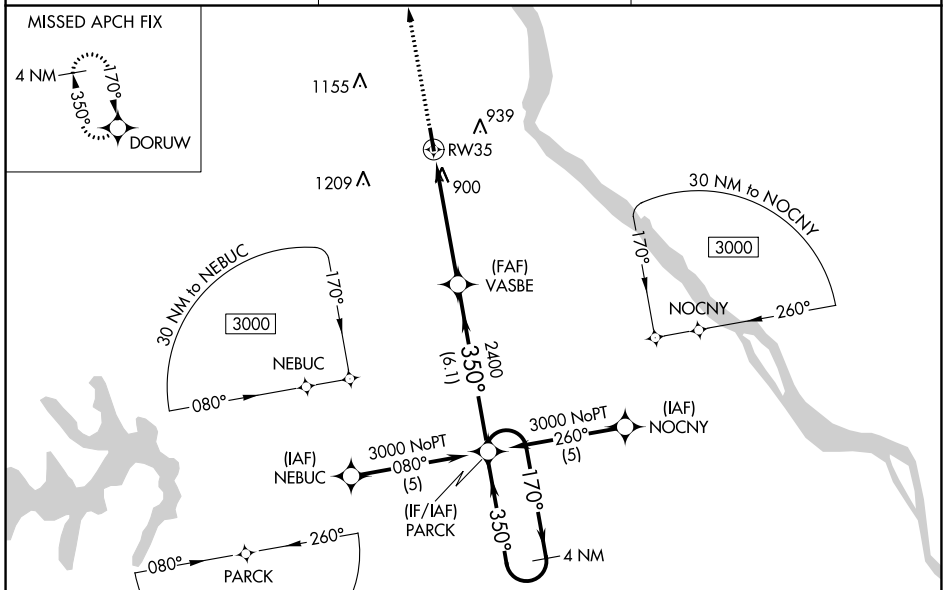 MISSED APCH FIX
4 NM
170°
350°
DORUW
1155
939
RW35
1209
900
30 NM to NOCNY
170°
3000
NOCNY
260°
(FAF)
VASBE
30 NM to NEBUC
170°
3000
NEBUC
080°
2400
350°
(6.1)
3000 NoPT
260°
(5)
(IAF)
NOCNY
(IAF)
NEBUC
3000 NoPT
080°
(5)
(IF/IAF)
PARCK
350°
170°
4 NM
080°
260°
PARCK